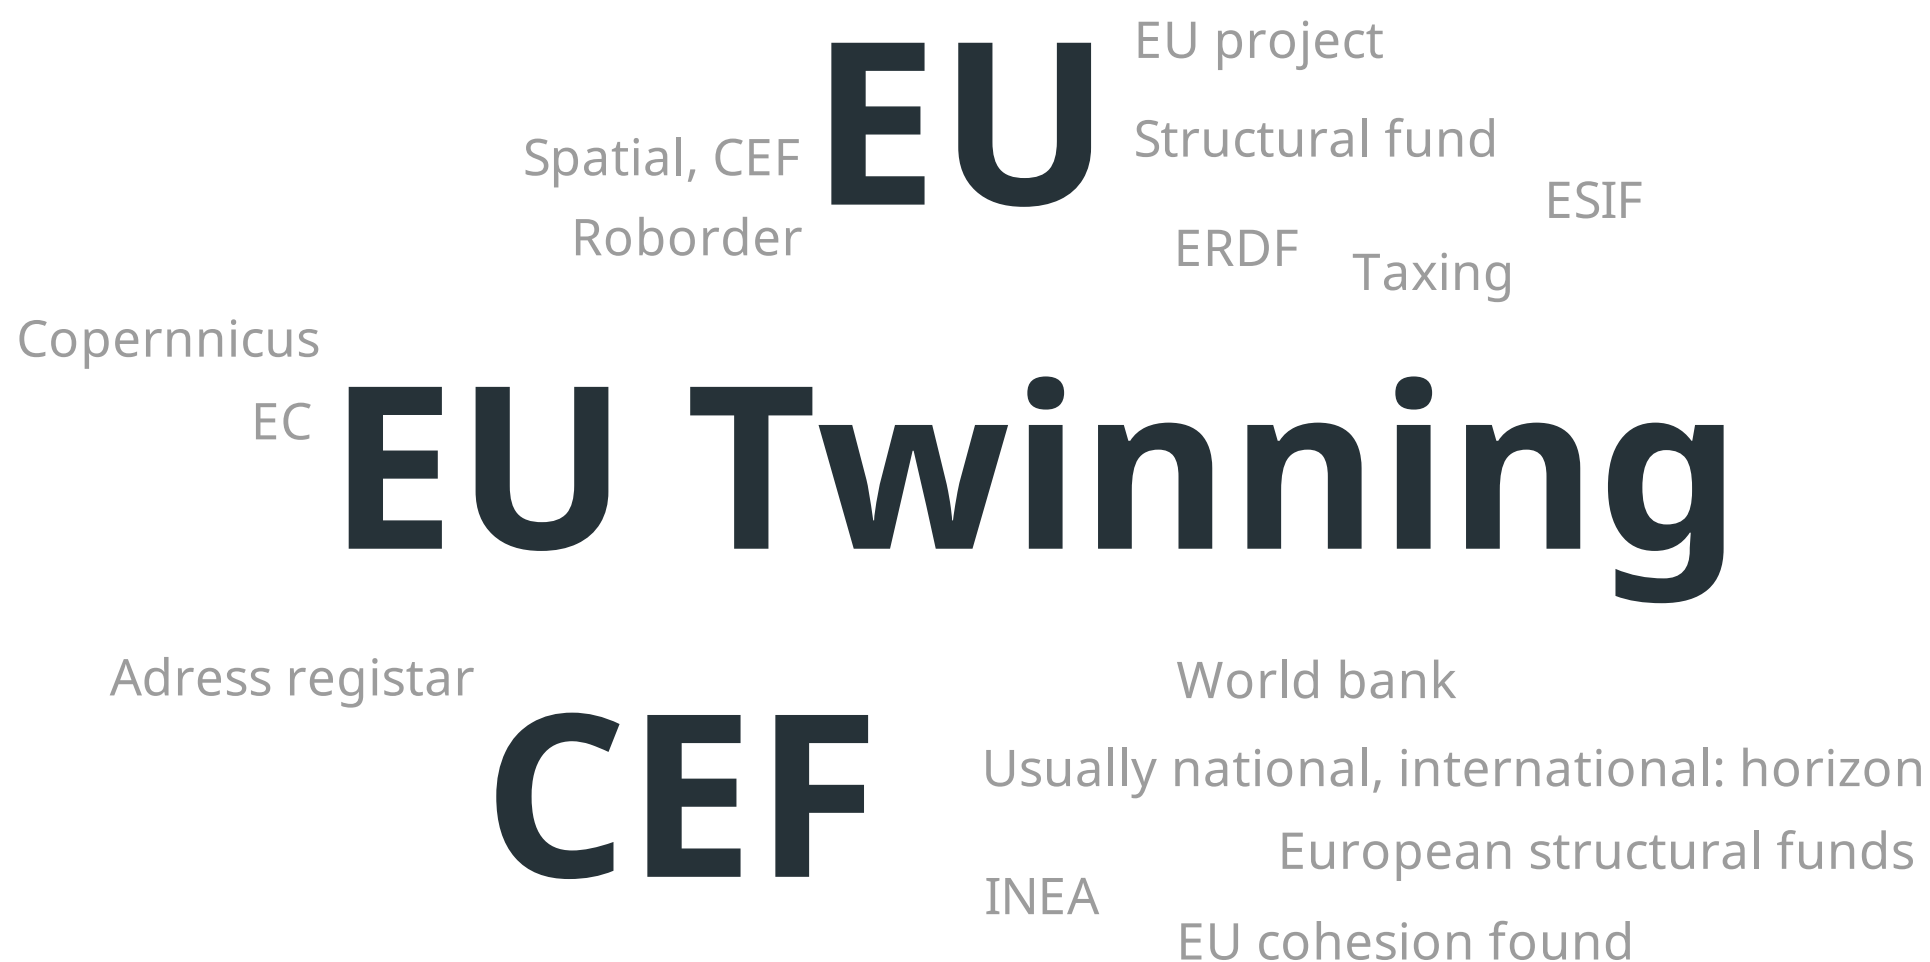 EU
EU project
Structural fund
Spatial, CEF
ESIF
Roborder
ERDF
Taxing
Copernnicus
EC
EU Twinning
Adress registar
World bank
CEF
Usually national, international: horizon
European structural funds
INEA
EU cohesion found